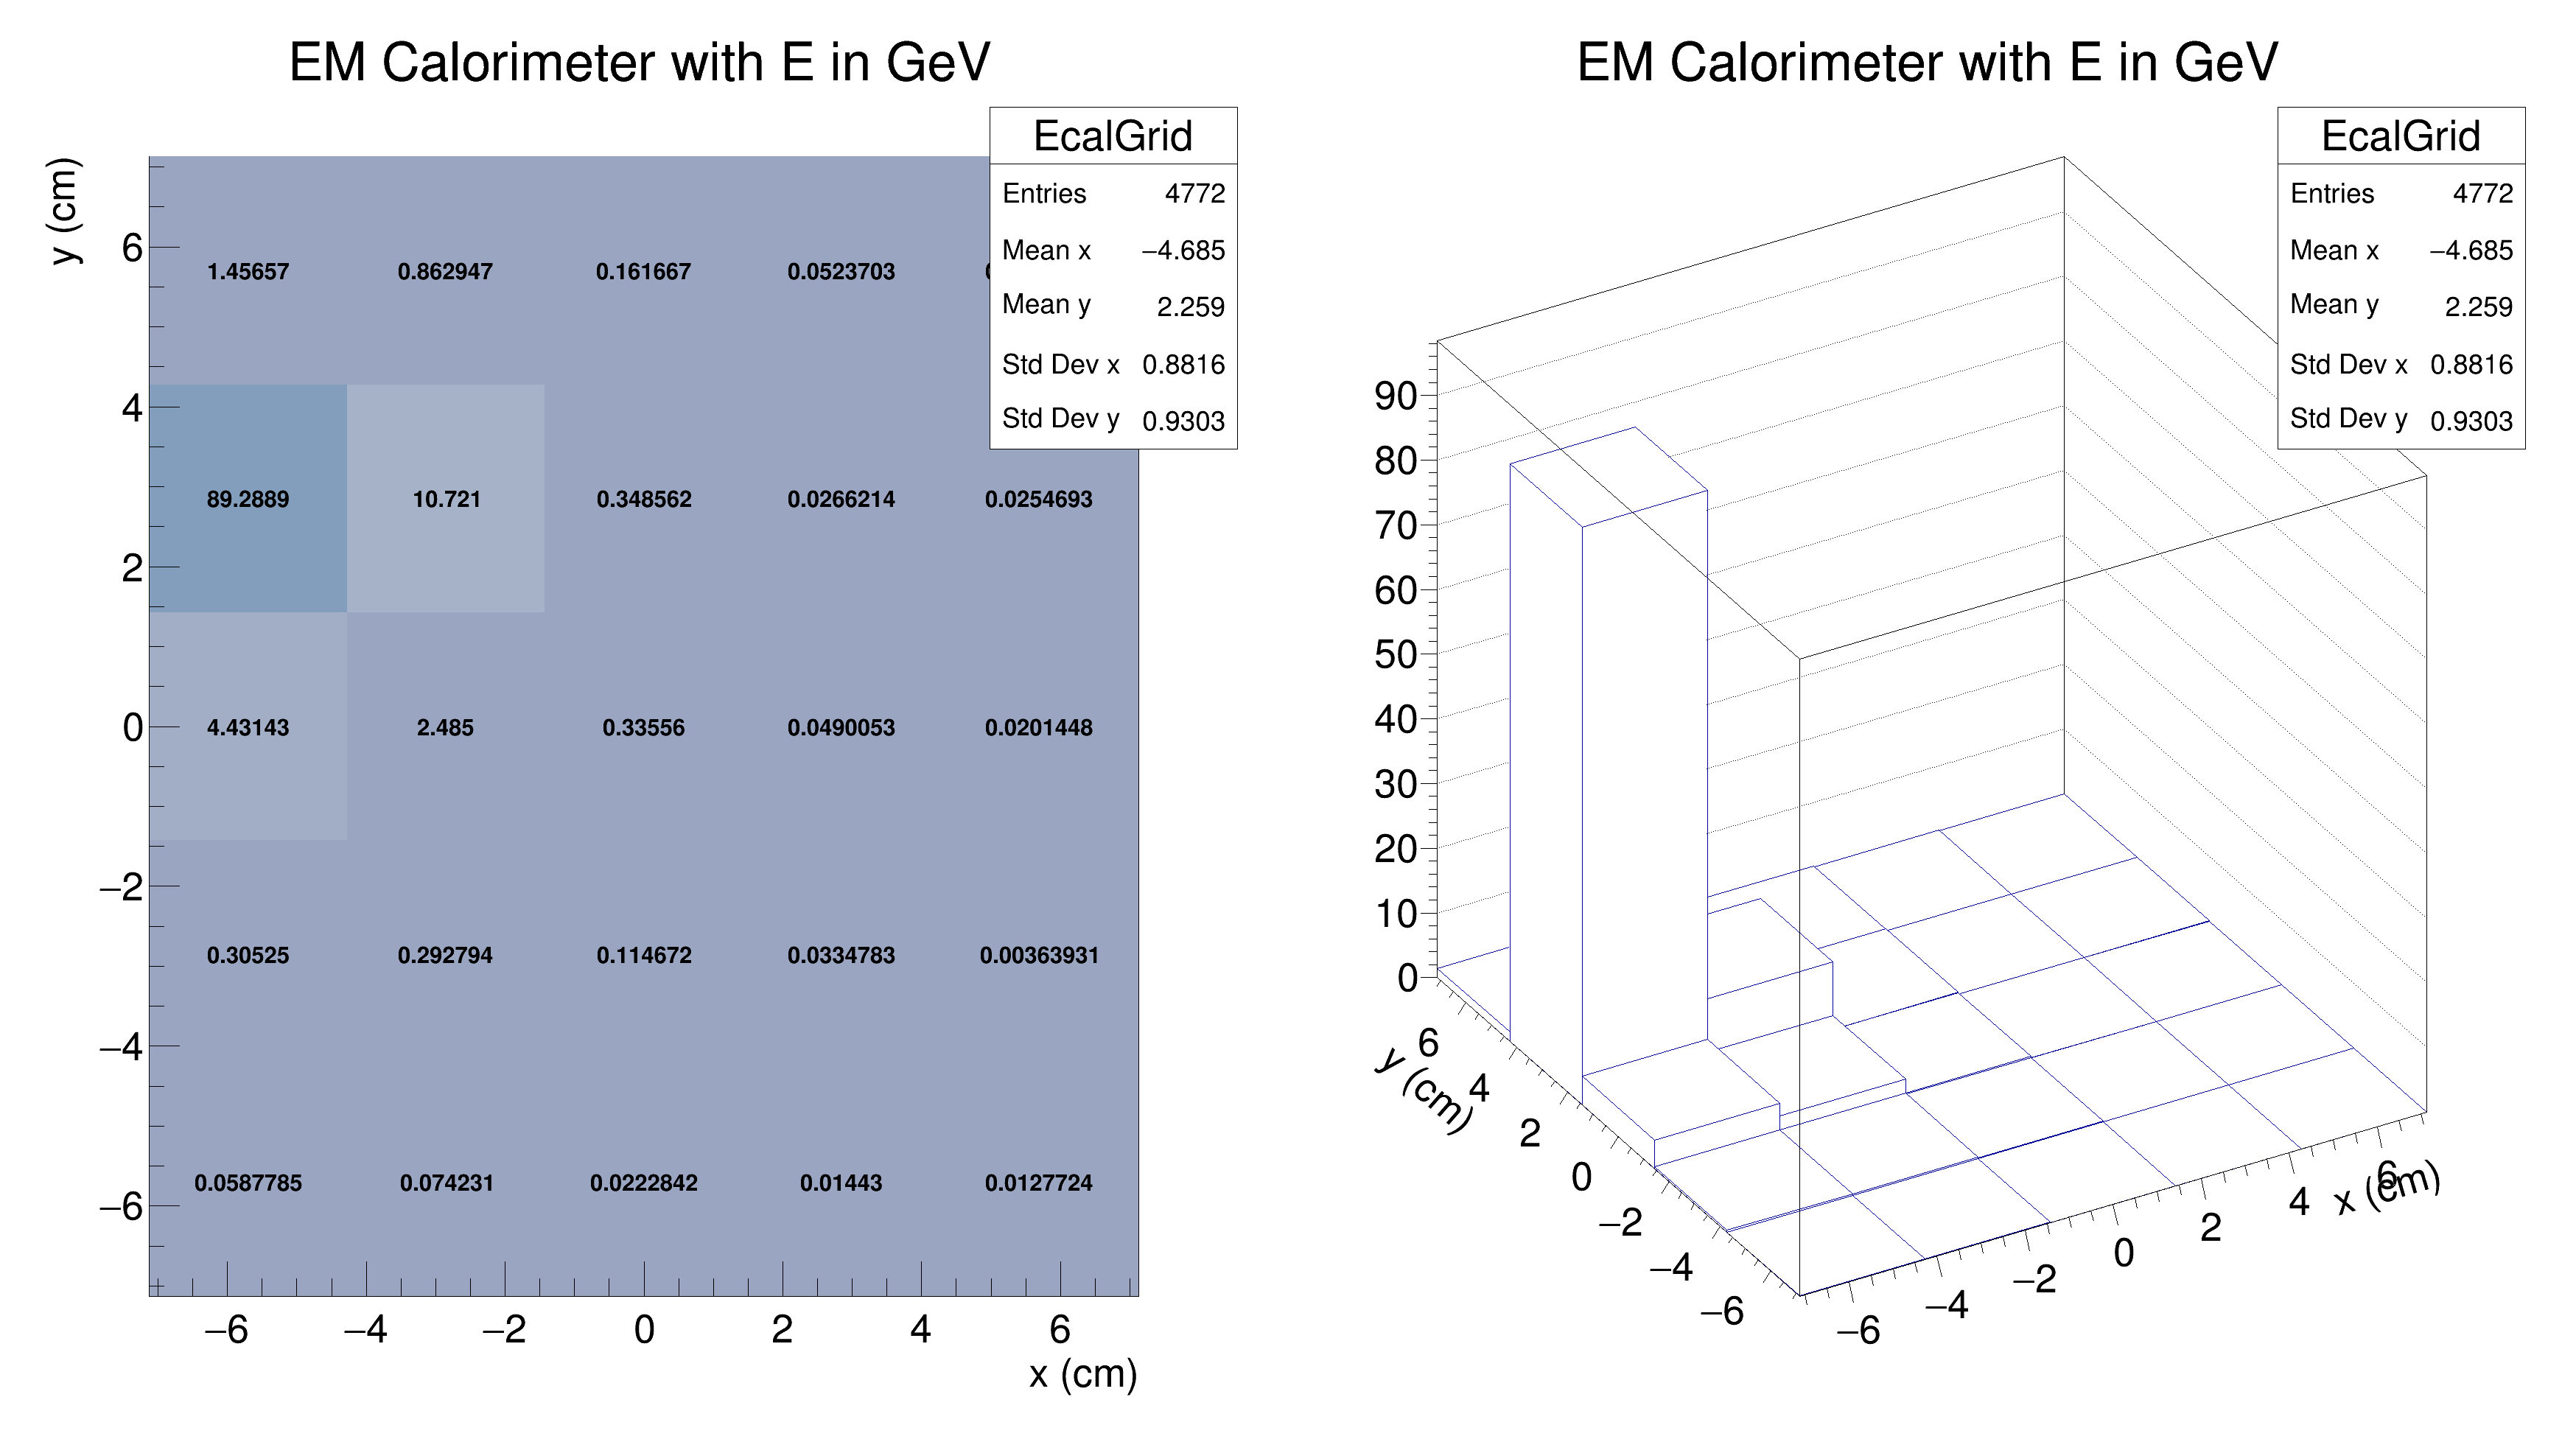 EM Calorimeter with E in GeV
EcalGrid
Entries 4772
Mean x −4.685
Mean y 2.259
Std Dev x 0.8816
Std Dev y 0.9303
y (cm)
6
4
2
0
−2
−4
−6
1.45657 0.862947 0.161667 0.0523703
89.2889 10.721 0.348562 0.0266214 0.0254693
4.43143 2.485 0.33556 0.0490053 0.0201448
0.30525 0.292794 0.114672 0.0334783 0.00363931
0.0587785 0.074231 0.0222842 0.01443 0.0127724
−6 −4 −2 0 2 4 6
x (cm)
EM Calorimeter with E in GeV
EcalGrid
Entries 4772
Mean x −4.685
Mean y 2.259
Std Dev x 0.8816
Std Dev y 0.9303
90
80
70
60
50
40
30
20
10
0
6
4
2
0
−2
−4
−6
y (cm)
−6
−4
−2
0
2
4
6
x (cm)